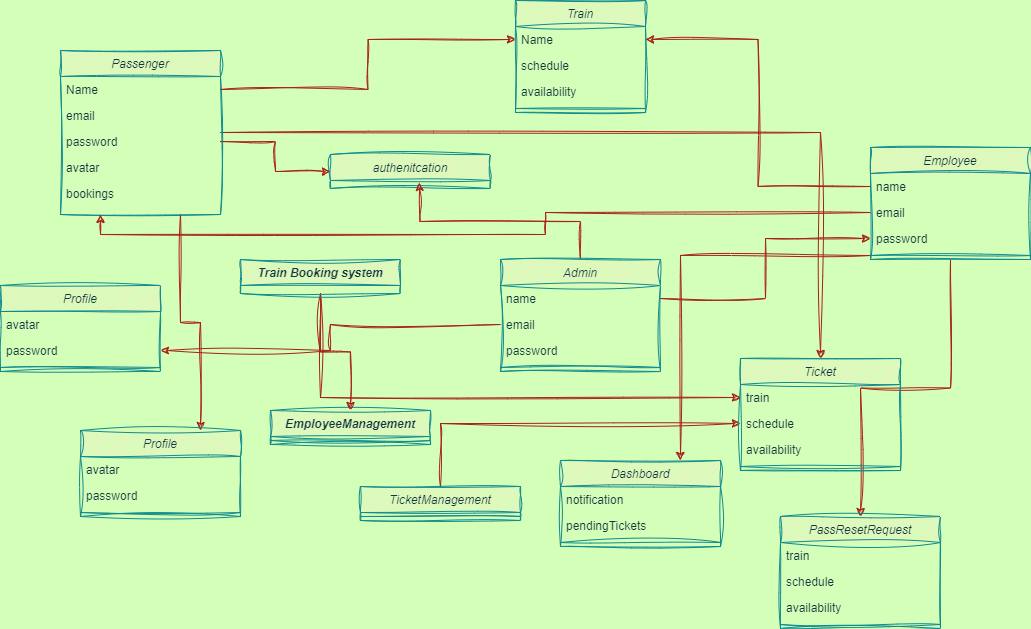 Train
Name
schedule
availability
Passenger
Name
email
password
avatar
bookings
authenitcation
Employee
name
email
password
Train Booking system
Admin
name
email
password
Profile
avatar
password
Ticket
train
schedule
availability
EmployeeManagement
Profile
avatar
password
TicketManagement
Dashboard
notification
pendingTickets
PassResetRequest
train
schedule
availability